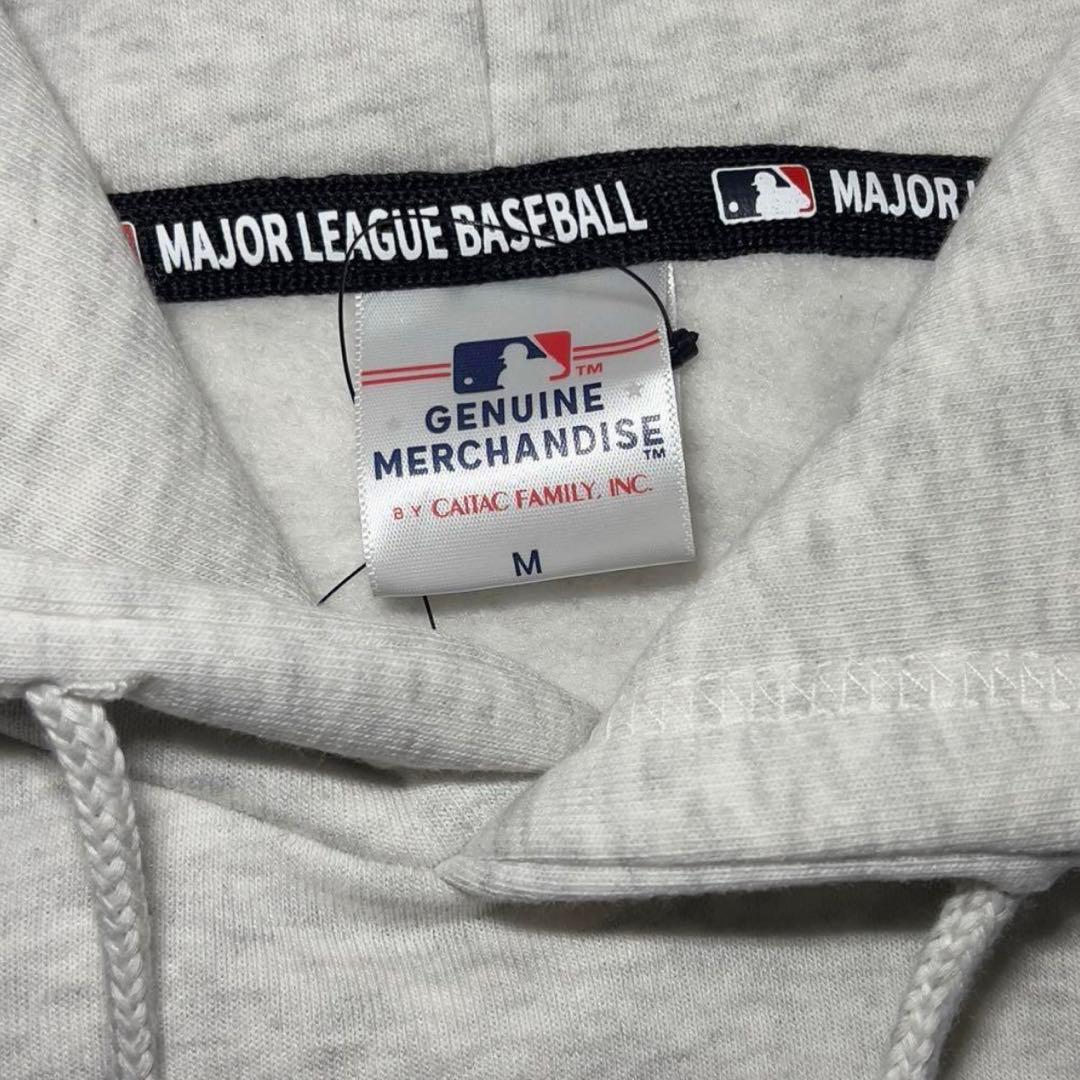 MAJOR LEAGUE BASEBALL MAJOR
TM
GENUINE
MERCHANDISE
TM
BY CAITAC FAMILY, INC.
M